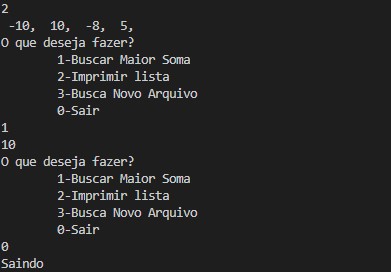 2
 -10,  10,  -8,  5,
O que deseja fazer?
        1-Buscar Maior Soma
        2-Imprimir lista
        3-Busca Novo Arquivo
        0-Sair
1
10
O que deseja fazer?
        1-Buscar Maior Soma
        2-Imprimir lista
        3-Busca Novo Arquivo
        0-Sair
0
Saindo